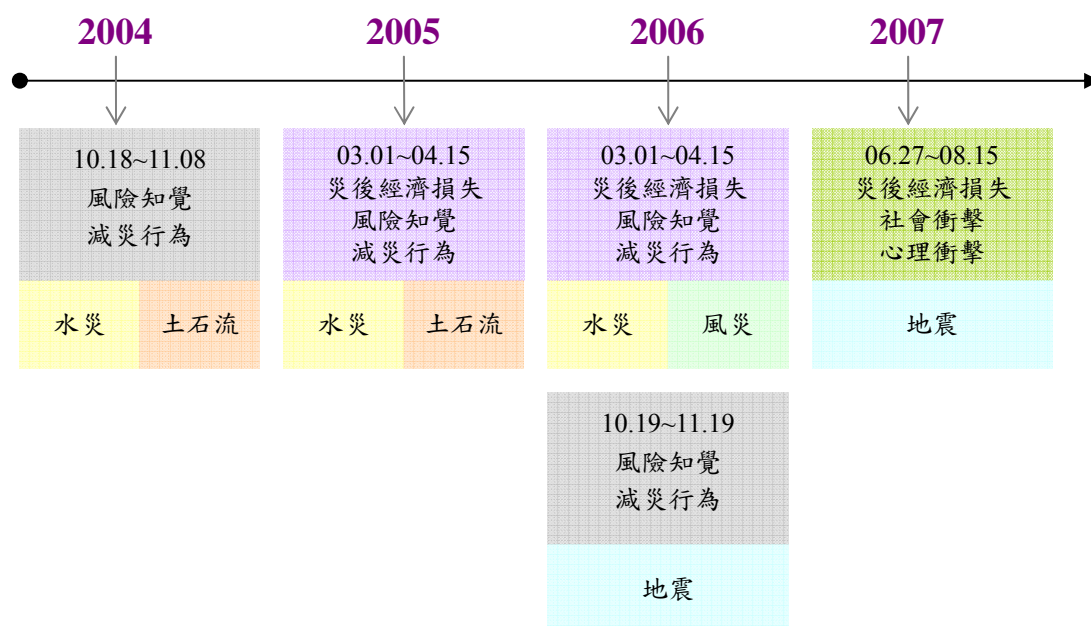 2004
2005
2006
2007
10.18~11.08
風險知覺
減災行為
水災
土石流
03.01~04.15
災後經濟損失
風險知覺
減災行為
水災
土石流
03.01~04.15
災後經濟損失
風險知覺
減災行為
水災
風災
06.27~08.15
災後經濟損失
社會衝擊
心理衝擊
地震
10.19~11.19
風險知覺
減災行為
地震